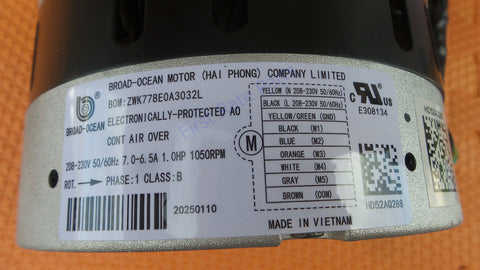 BROAD-OCEAN MOTOR (HAI PHONG) COMPANY LIMITED
BOM:ZWK778E0A3032L
ELECTRONICALLY-PROTECTED AO
BROAD-OCEAN
CONT AIR OVER
208-230V 50/60Hz 7.0-6.5A 1.0HP 1050RPM
ROT. → PHASE:1 CLASS:B
20250110
M
YELLOW (N 208-230V 50/60Hz)
BLACK (L 208-230V 50/60Hz)
YELLOW/GREEN (GND)
BLACK (M1)
BLUE (M2)
ORANGE (M3)
WHITE (M4)
GRAY (M5)
BROWN (COM)
MADE IN VIETNAM
c RU US
E308134
HD52AQ288